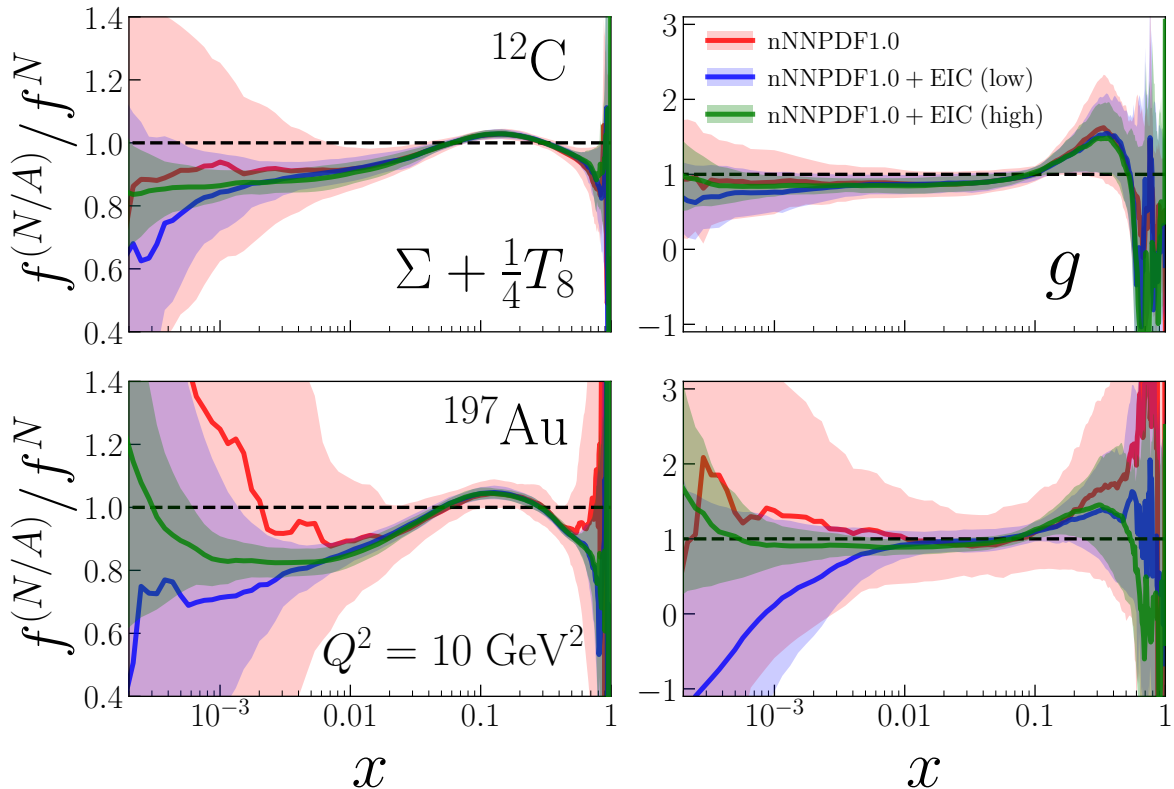 1.4
1.2
1.0
0.8
0.6
0.4
f^(N/A) / f^N
¹²C
Σ + 1/4 T₈
3
2
1
0
−1
nNNPDF1.0
nNNPDF1.0 + EIC (low)
nNNPDF1.0 + EIC (high)
g
1.4
1.2
1.0
0.8
0.6
0.4
f^(N/A) / f^N
¹⁹⁷Au
Q² = 10 GeV²
10⁻³
0.01
0.1
1
x
3
2
1
0
−1
10⁻³
0.01
0.1
1
x